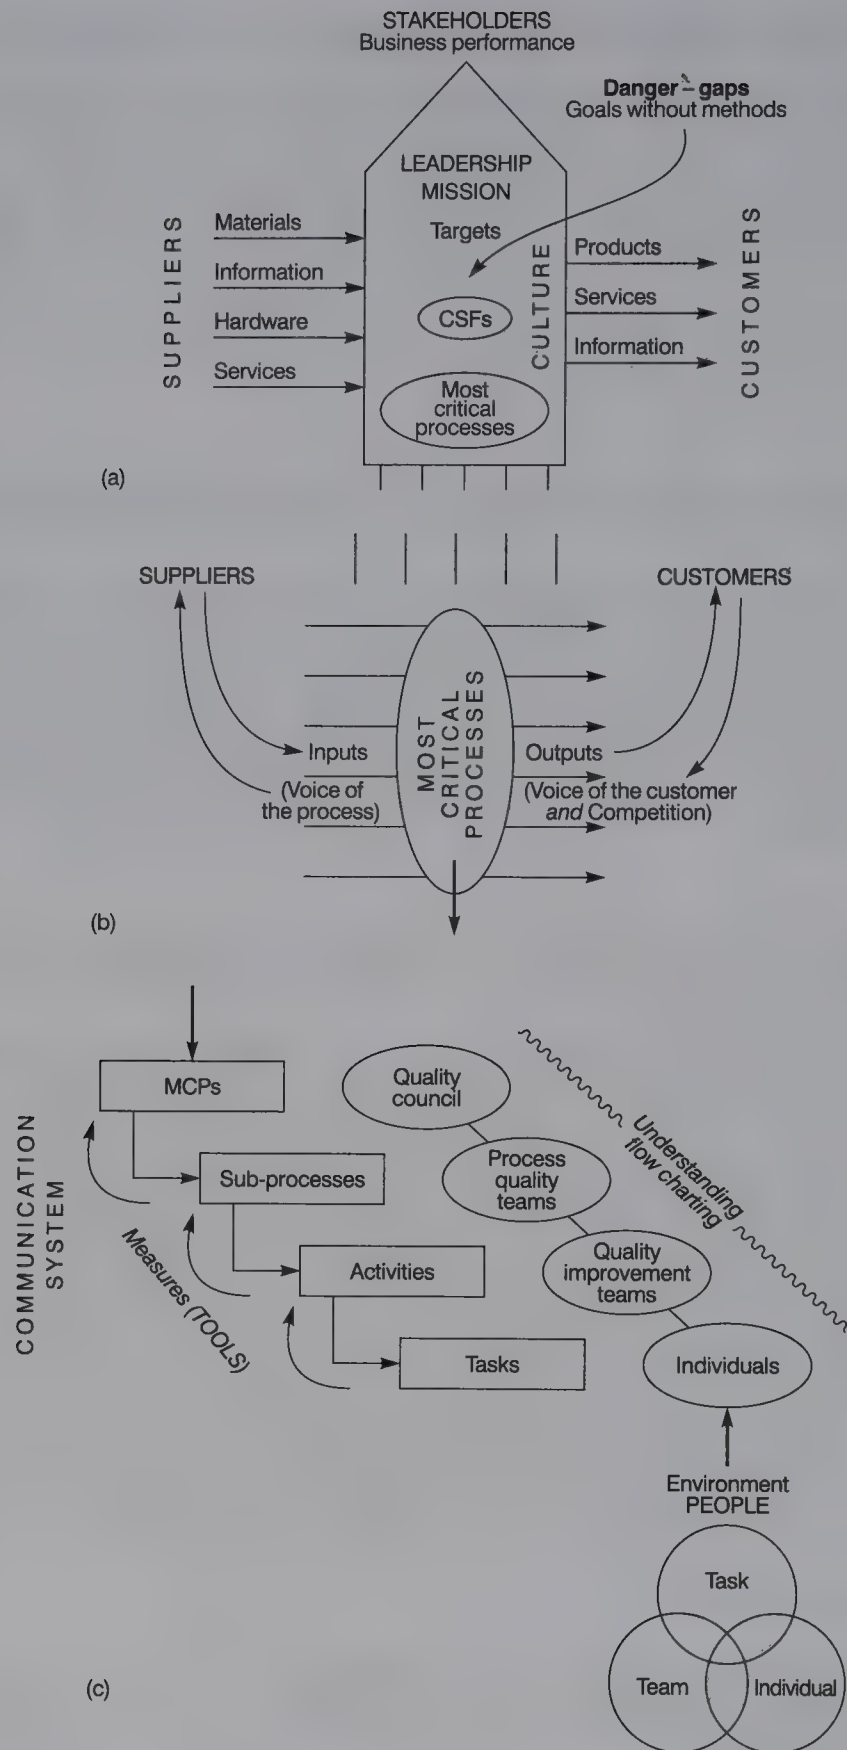 STAKEHOLDERS
Business performance
Danger - gaps
Goals without methods
LEADERSHIP
MISSION
Targets
SUPPLIERS
Materials
Information
Hardware
Services
CSFs
Most
critical
processes
CULTURE
Products
Services
Information
CUSTOMERS
(a)
SUPPLIERS
CUSTOMERS
Inputs
(Voice of
the process)
MOST
CRITICAL
PROCESSES
Outputs
(Voice of the customer
and Competition)
(b)
COMMUNICATION
SYSTEM
MCPs
Sub-processes
Activities
Tasks
Measures (TOOLS)
Quality
council
Process
quality
teams
Quality
improvement
teams
Individuals
Understanding
flow charting
Environment
PEOPLE
Task
Team
Individual
(c)